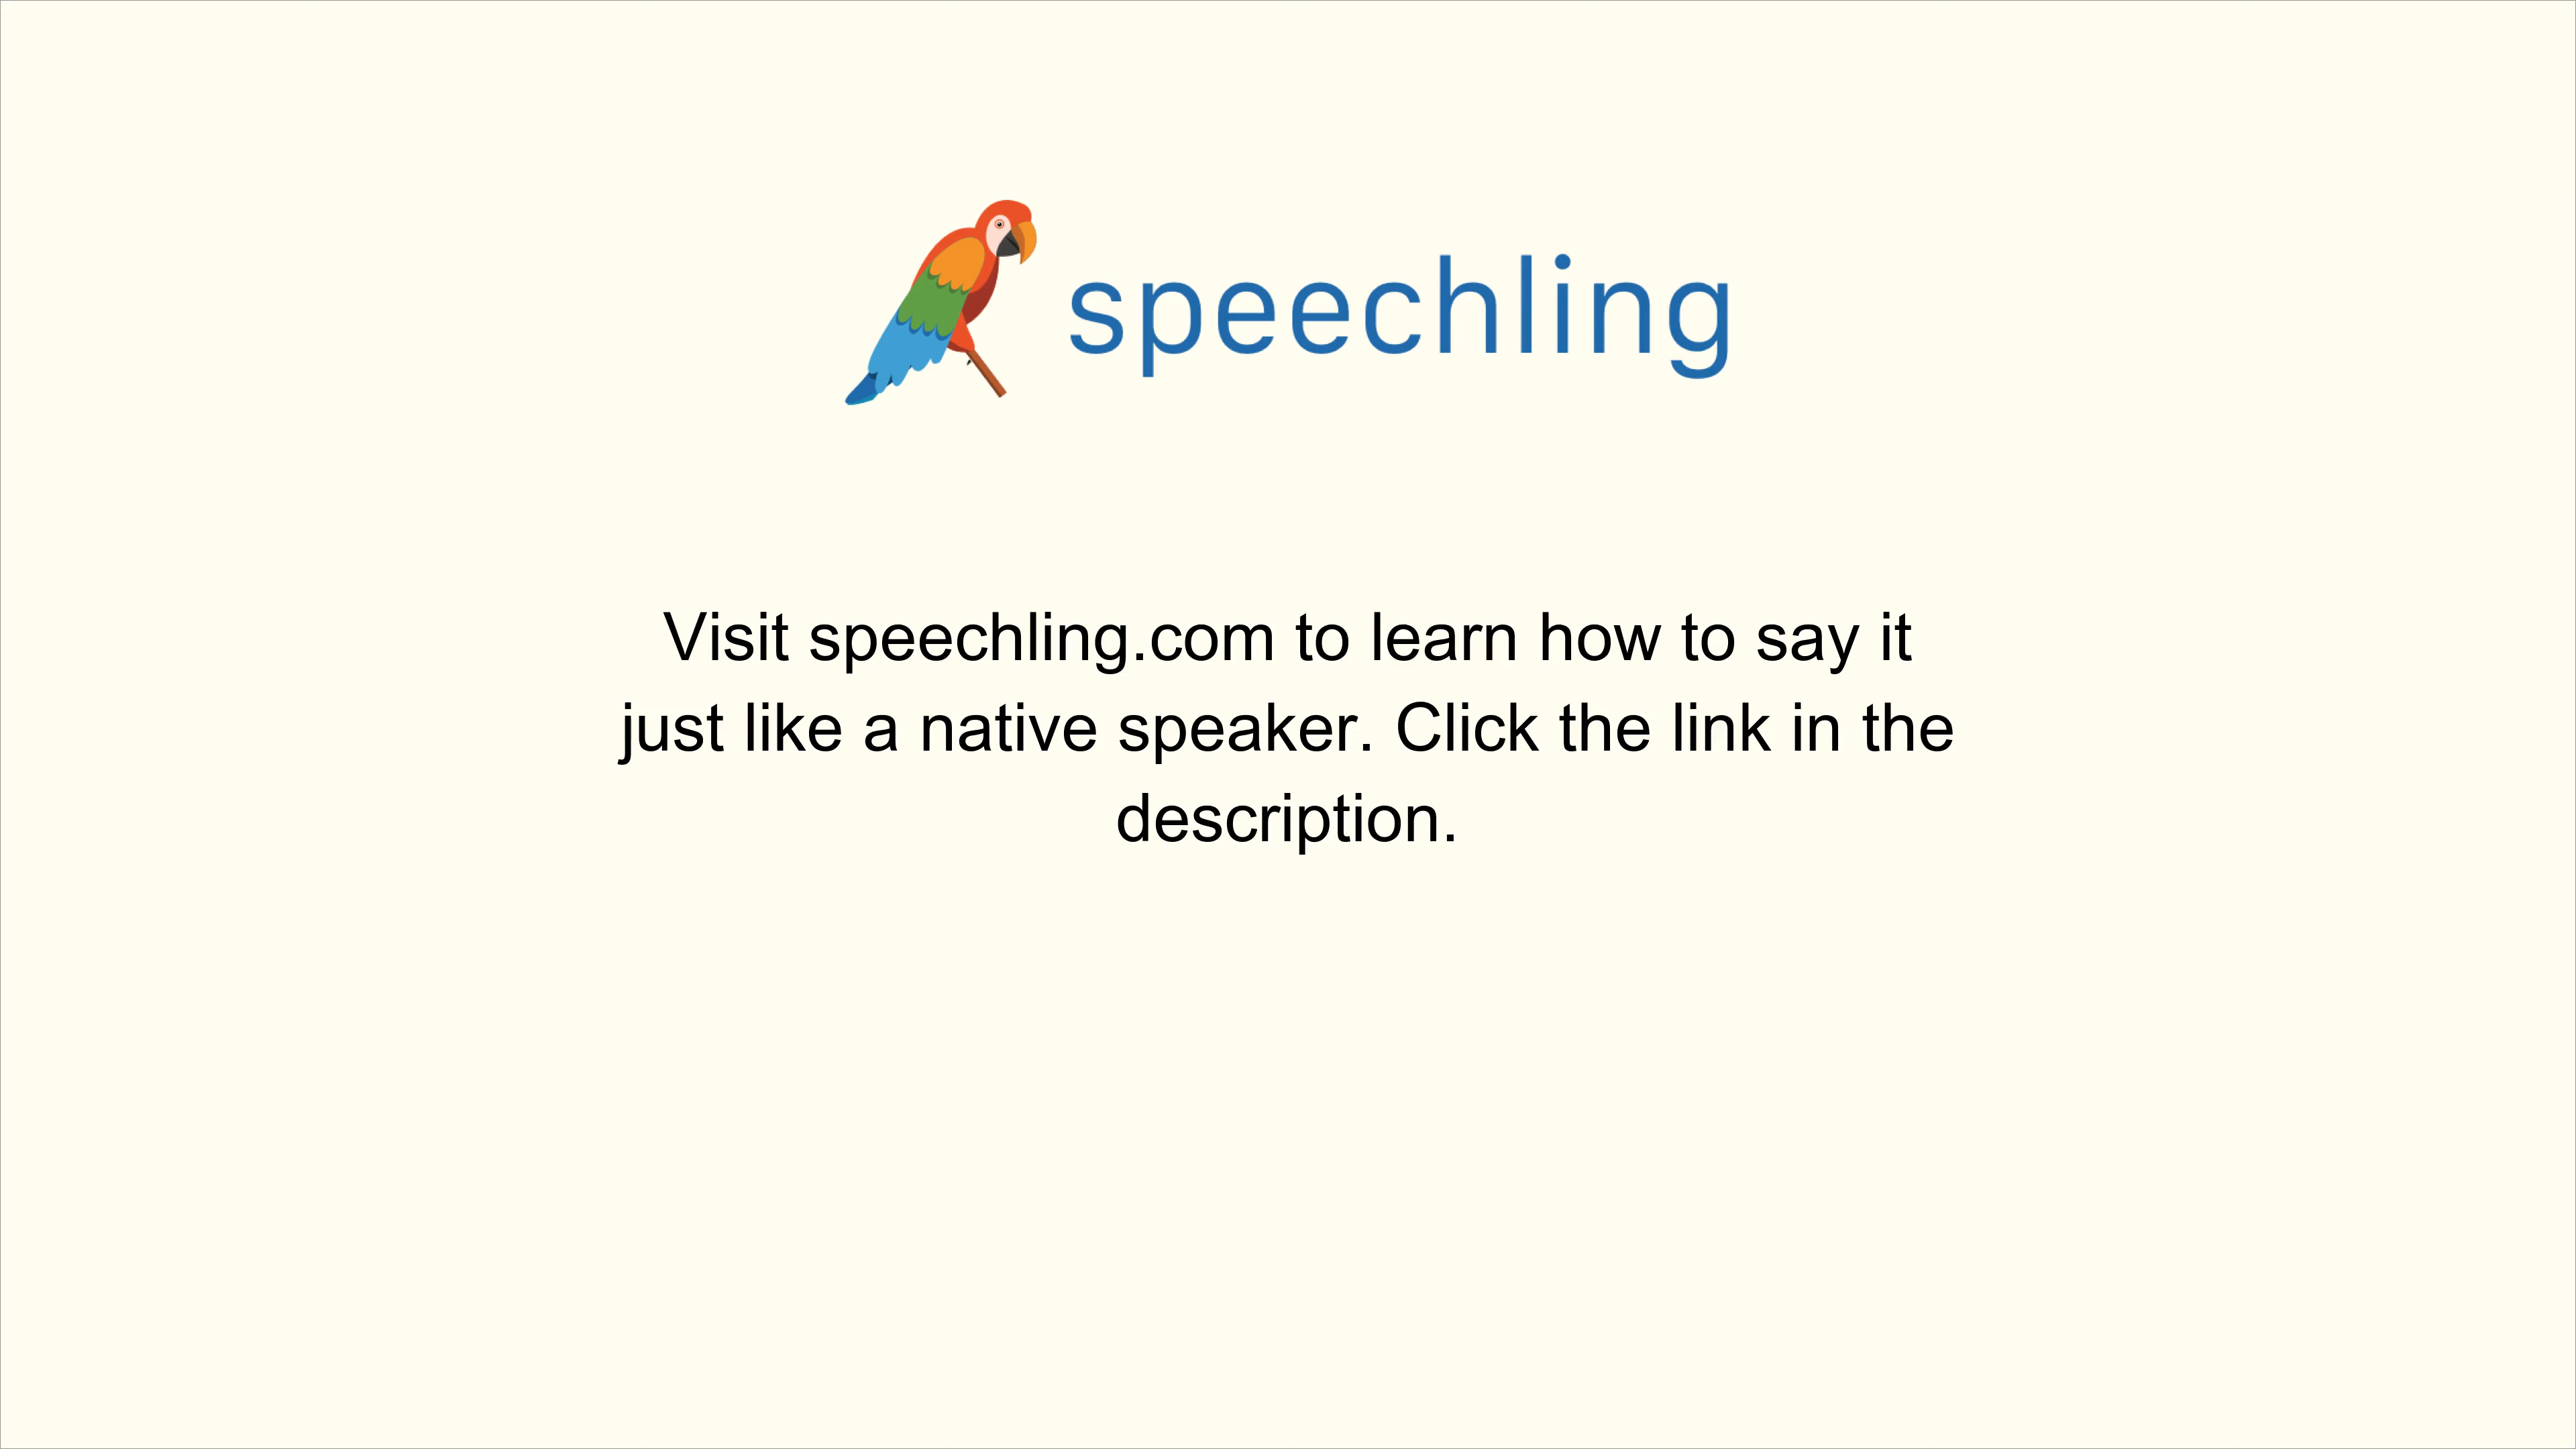 speechling
Visit speechling.com to learn how to say it
just like a native speaker. Click the link in the
description.